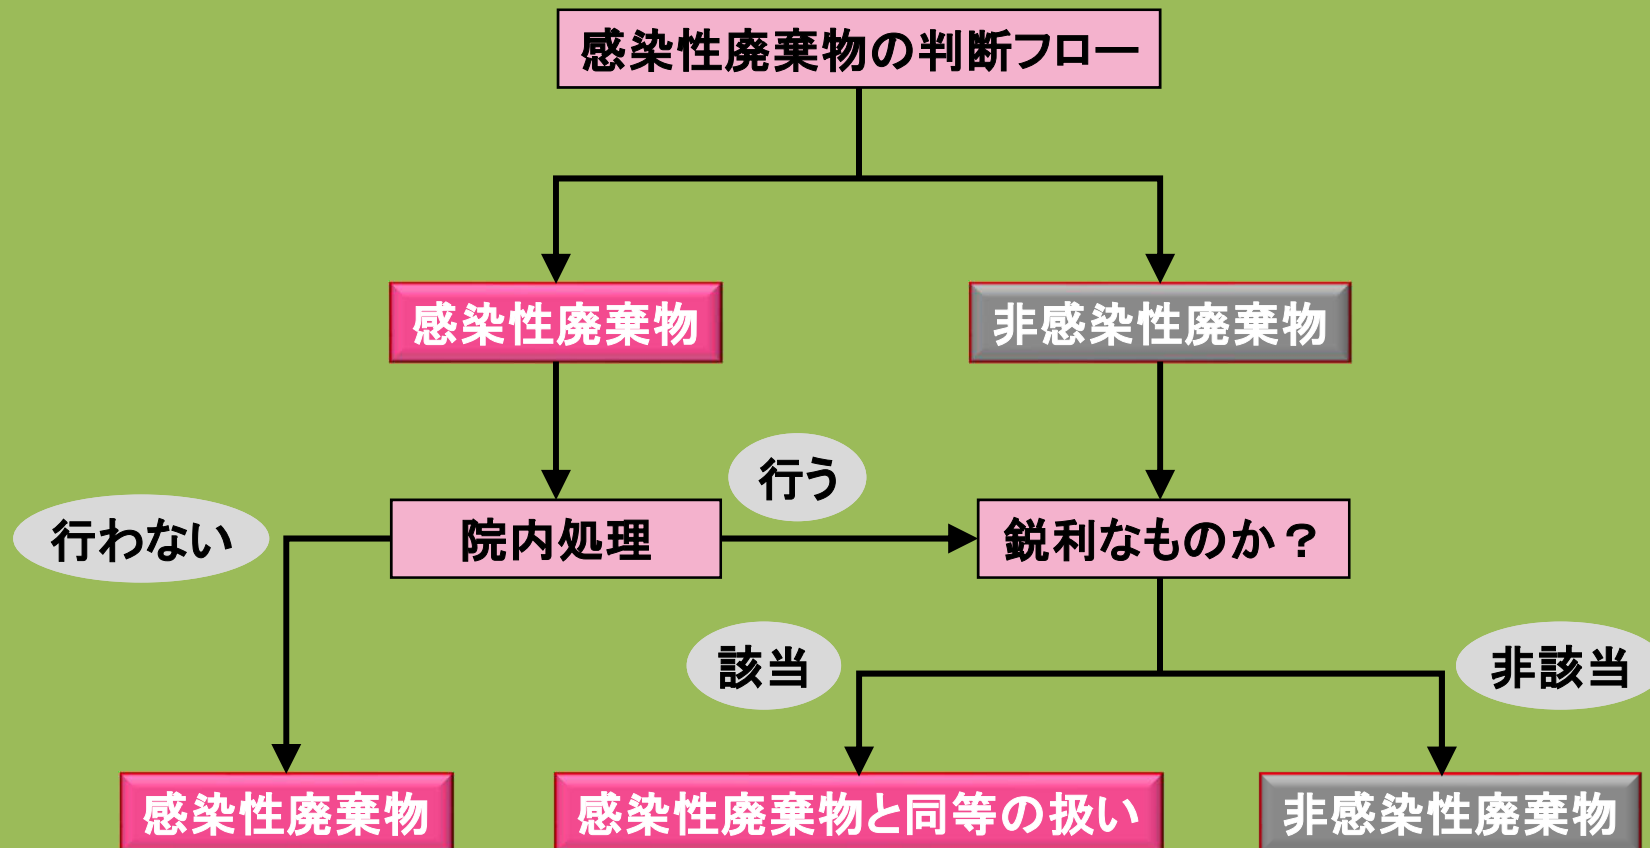 感染性廃棄物の判断フロー
感染性廃棄物
非感染性廃棄物
行う
行わない
院内処理
鋭利なものか？
該当
非該当
感染性廃棄物
感染性廃棄物と同等の扱い
非感染性廃棄物